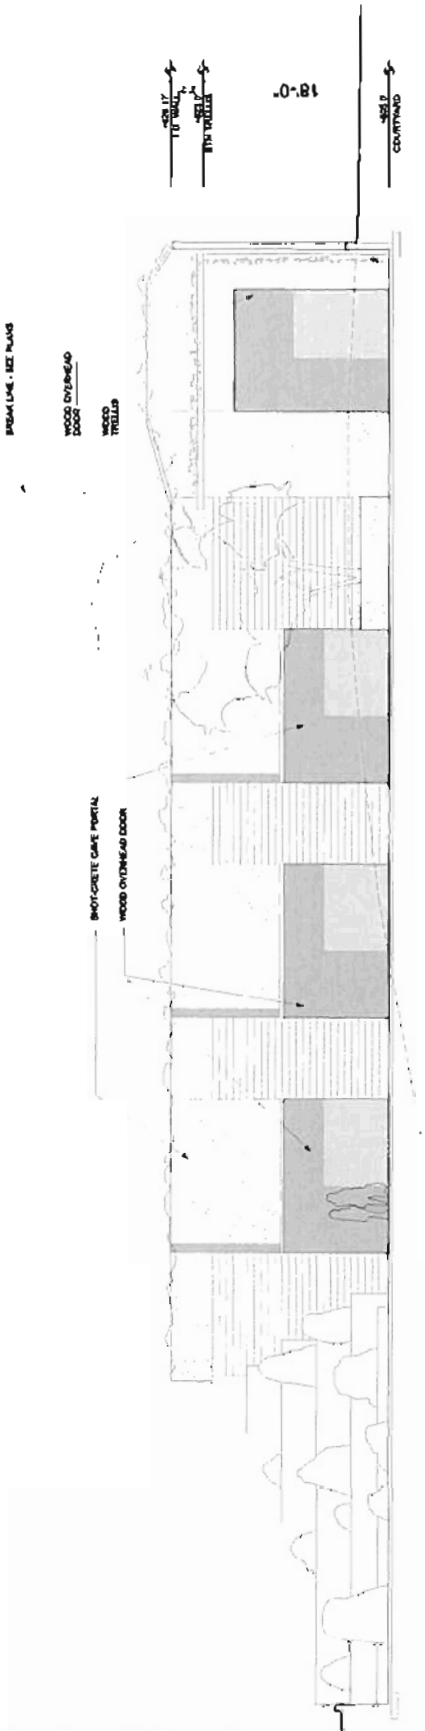 BREAK LINE - SEE PLANS
WOOD OVERHEAD
DOOR
WOOD
TRELLIS
SHOT-CRETE CAVE PORTAL
WOOD OVERHEAD DOOR
WALL
TRELLIS
18'-0"
COURTYARD